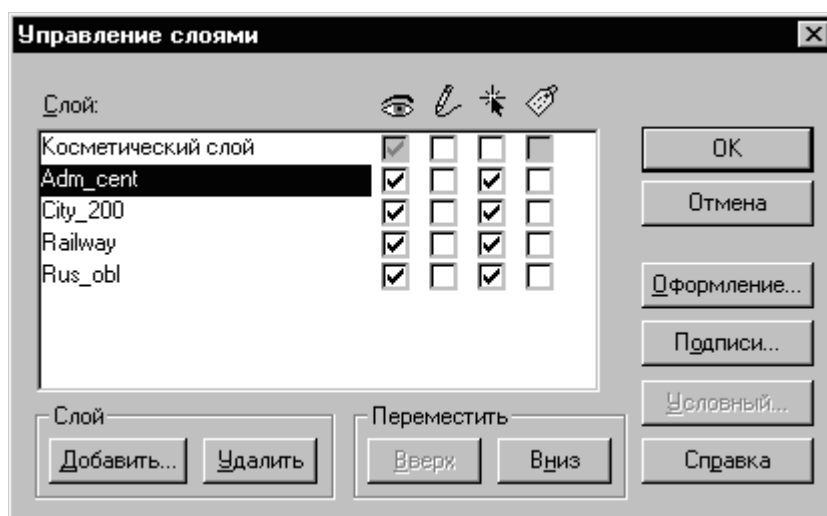 Управление слоями
Слой:
Косметический слой
Adm_cent
City_200
Railway
Rus_obl
OK
Отмена
Оформление...
Подписи...
Условный...
Справка
Слой
Добавить...
Удалить
Переместить
Вверх
Вниз